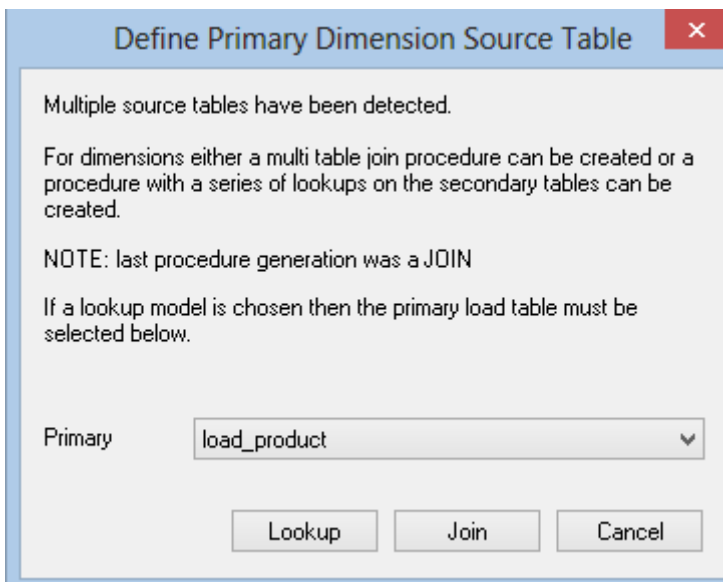 Define Primary Dimension Source Table
Multiple source tables have been detected.
For dimensions either a multi table join procedure can be created or a
procedure with a series of lookups on the secondary tables can be
created.
NOTE: last procedure generation was a JOIN
If a lookup model is chosen then the primary load table must be
selected below.
Primary
load_product
Lookup
Join
Cancel